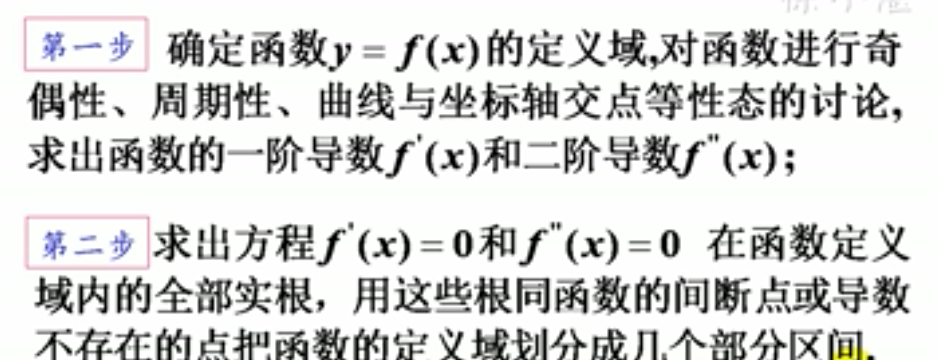 第一步 确定函数y = f(x)的定义域,对函数进行奇
偶性、周期性、曲线与坐标轴交点等性态的讨论,
求出函数的一阶导数f'(x)和二阶导数f"(x);
第二步 求出方程f'(x) = 0和f"(x) = 0 在函数定义
域内的全部实根，用这些根同函数的间断点或导数
不存在的点把函数的定义域划分成几个部分区间